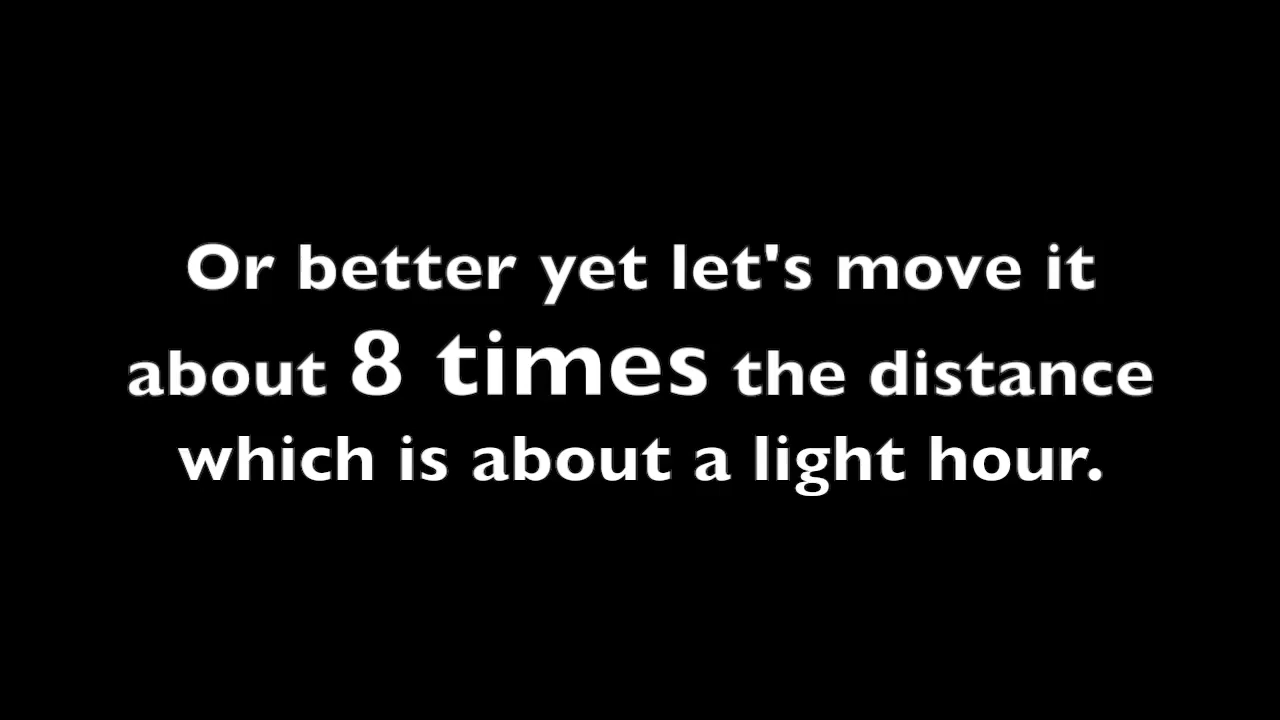 Or better yet let's move it
about 8 times the distance
which is about a light hour.